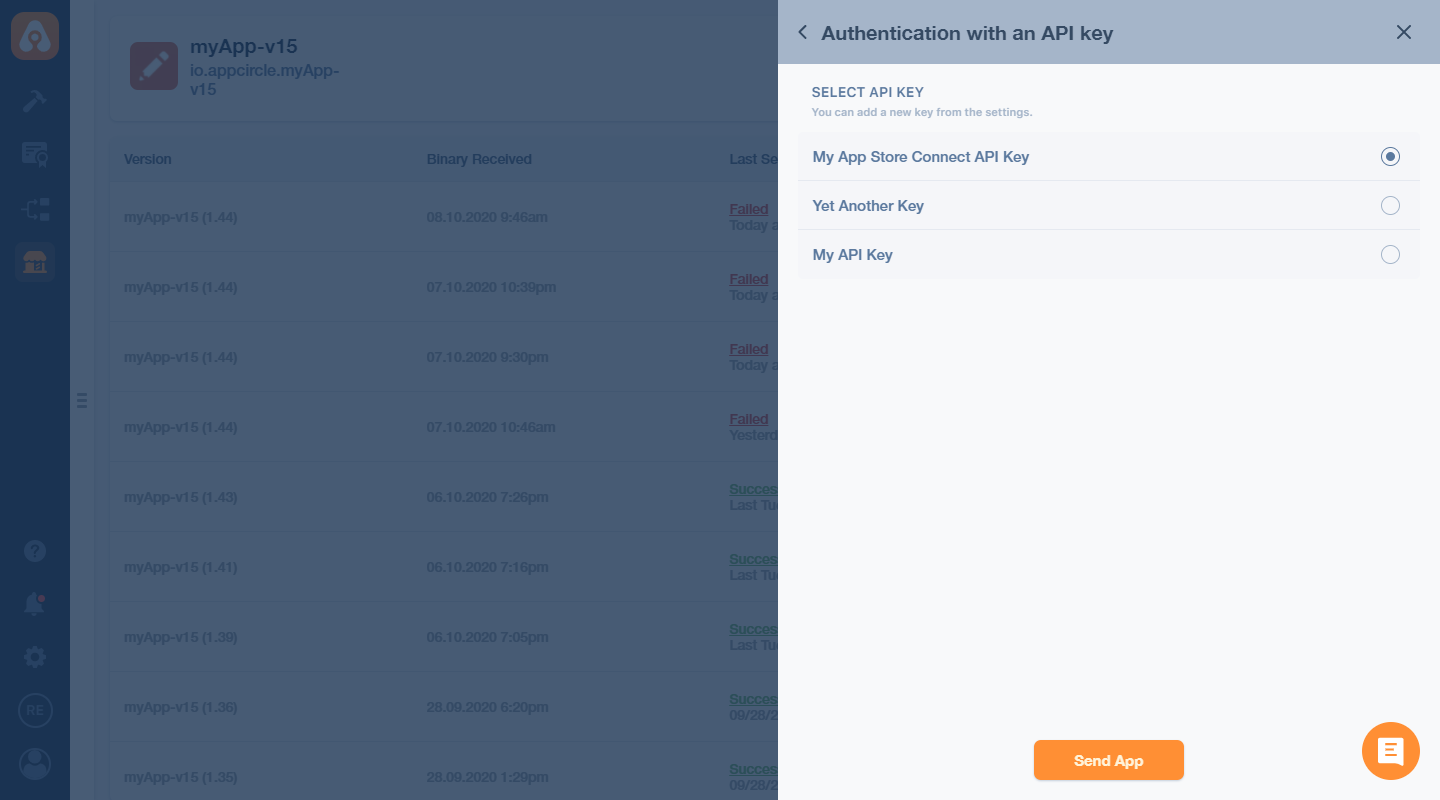 myApp-v15
io.appcircle.myApp-
v15
Version
Binary Received
Last Se
myApp-v15 (1.44)
08.10.2020 9:46am
Failed
Today a
myApp-v15 (1.44)
07.10.2020 10:39pm
Failed
Today a
myApp-v15 (1.44)
07.10.2020 9:30pm
Failed
Today a
myApp-v15 (1.44)
07.10.2020 10:46am
Failed
Yesterd
myApp-v15 (1.43)
06.10.2020 7:26pm
Success
Last Tu
myApp-v15 (1.41)
06.10.2020 7:16pm
Success
Last Tu
myApp-v15 (1.39)
06.10.2020 7:05pm
Success
Last Tu
myApp-v15 (1.36)
28.09.2020 6:20pm
Success
09/28/2
myApp-v15 (1.35)
28.09.2020 1:29pm
Success
09/28/2
RE
Authentication with an API key
SELECT API KEY
You can add a new key from the settings.
My App Store Connect API Key
Yet Another Key
My API Key
Send App